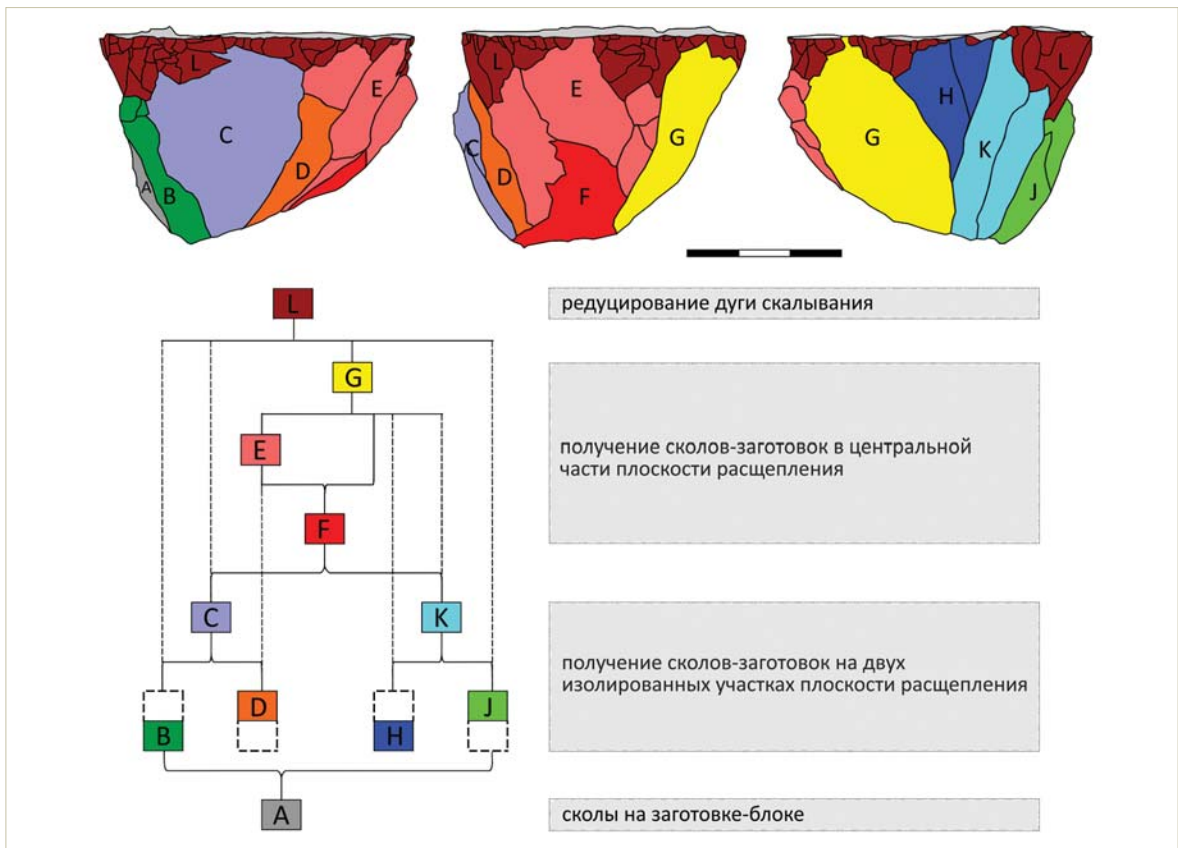 L
C
E
D
B
A
L
E
C
D
F
G
H
L
G
K
J
L
редуцирование дуги скалывания
G
E
F
получение сколов-заготовок в центральной
части плоскости расщепления
C
K
D
J
B
H
получение сколов-заготовок на двух
изолированных участках плоскости расщепления
A
сколы на заготовке-блоке